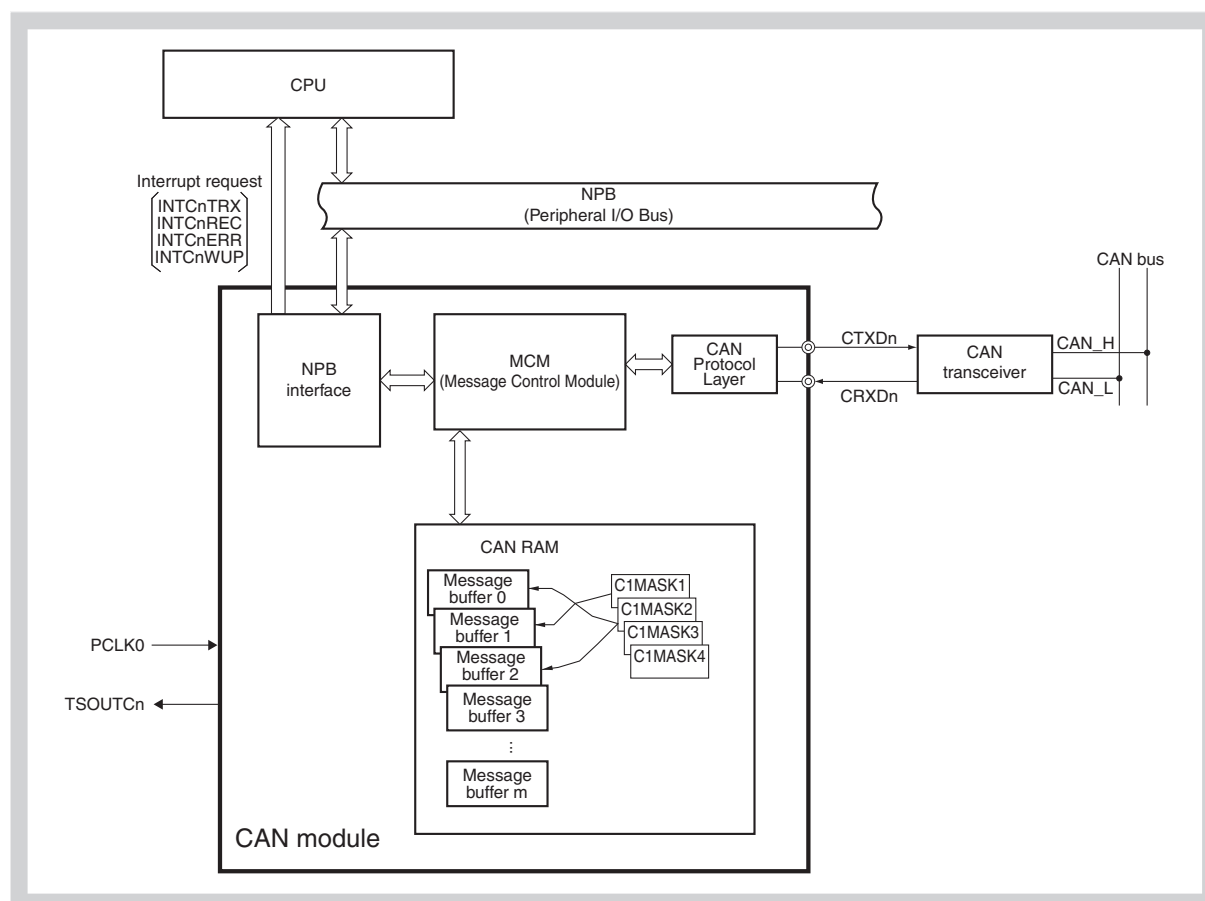 CPU
Interrupt request
INTCnTRX
INTCnREC
INTCnERR
INTCnWUP
NPB
(Peripheral I/O Bus)
CAN bus
NPB
interface
MCM
(Message Control Module)
CAN
Protocol
Layer
CTXDn
CRXDn
CAN
transceiver
CAN_H
CAN_L
CAN RAM
Message
buffer 0
Message
buffer 1
Message
buffer 2
Message
buffer 3
...
Message
buffer m
C1MASK1
C1MASK2
C1MASK3
C1MASK4
PCLK0
TSOUTCn
CAN module